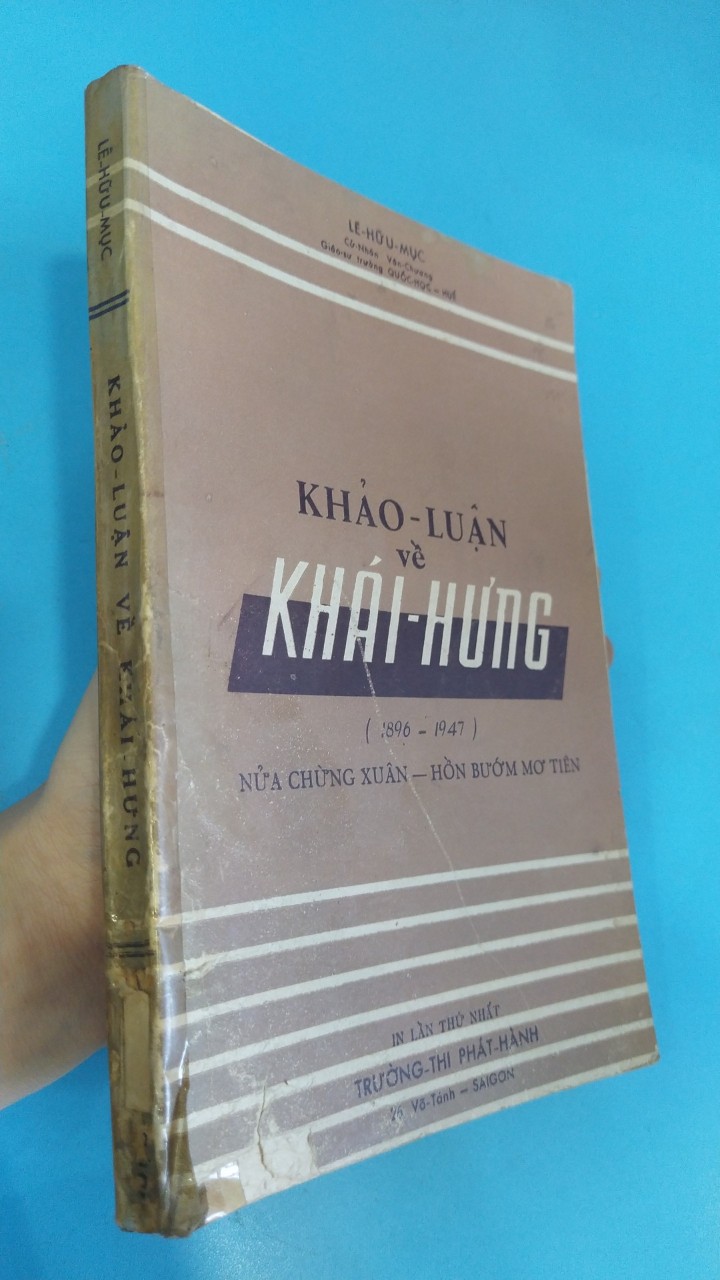 LÊ-HỮU-MỤC
KHẢO-LUẬN VỀ KHÁI-HƯNG
LÊ-HỮU-MỤC
Cử-Nhân Văn-Chương
Giáo-sư trường QUỐC-HỌC — HUẾ
KHẢO-LUẬN
về
KHÁI-HƯNG
( 1896 - 1947 )
NỬA CHỪNG XUÂN — HỒN BƯỚM MƠ TIÊN
IN LẦN THỨ NHẤT
TRƯỜNG-THI PHÁT-HÀNH
Võ-Tánh — SAIGON